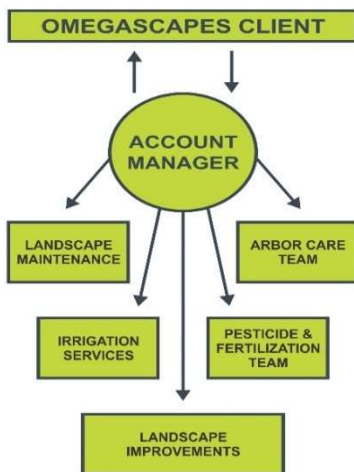 OMEGASCAPES CLIENT
ACCOUNT
MANAGER
LANDSCAPE
MAINTENANCE
ARBOR CARE
TEAM
IRRIGATION
SERVICES
PESTICIDE &
FERTILIZATION
TEAM
LANDSCAPE
IMPROVEMENTS